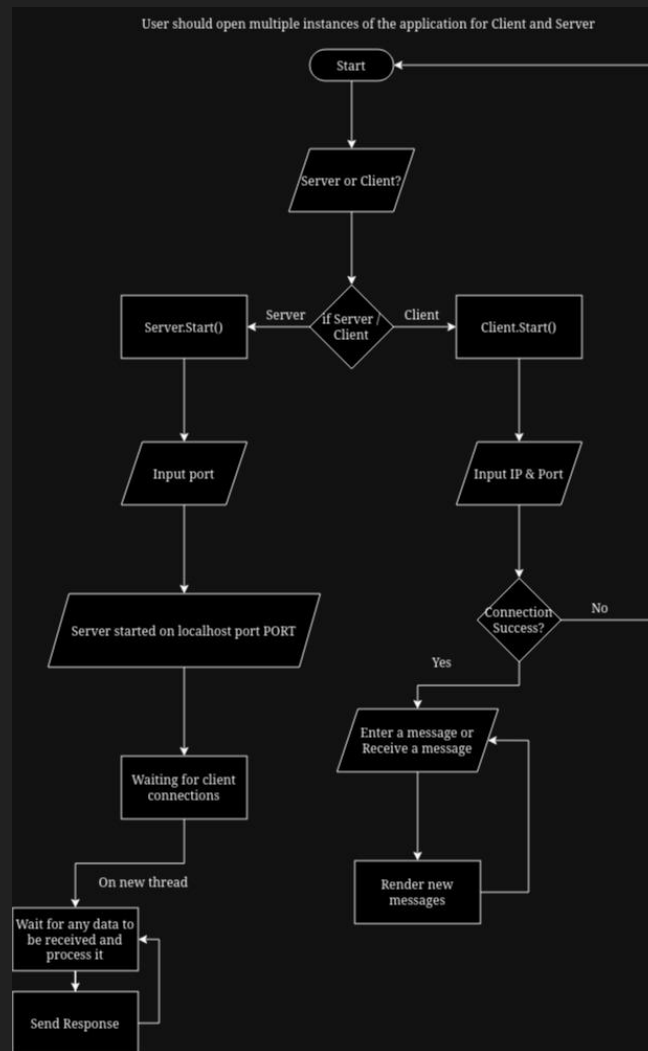 User should open multiple instances of the application for Client and Server
Start
Server or Client?
if Server /
Client
Server
Client
Server.Start()
Client.Start()
Input port
Input IP & Port
Server started on localhost port PORT
Connection
Success?
No
Yes
Enter a message or
Receive a message
Waiting for client
connections
On new thread
Render new
messages
Wait for any data to
be received and
process it
Send Response